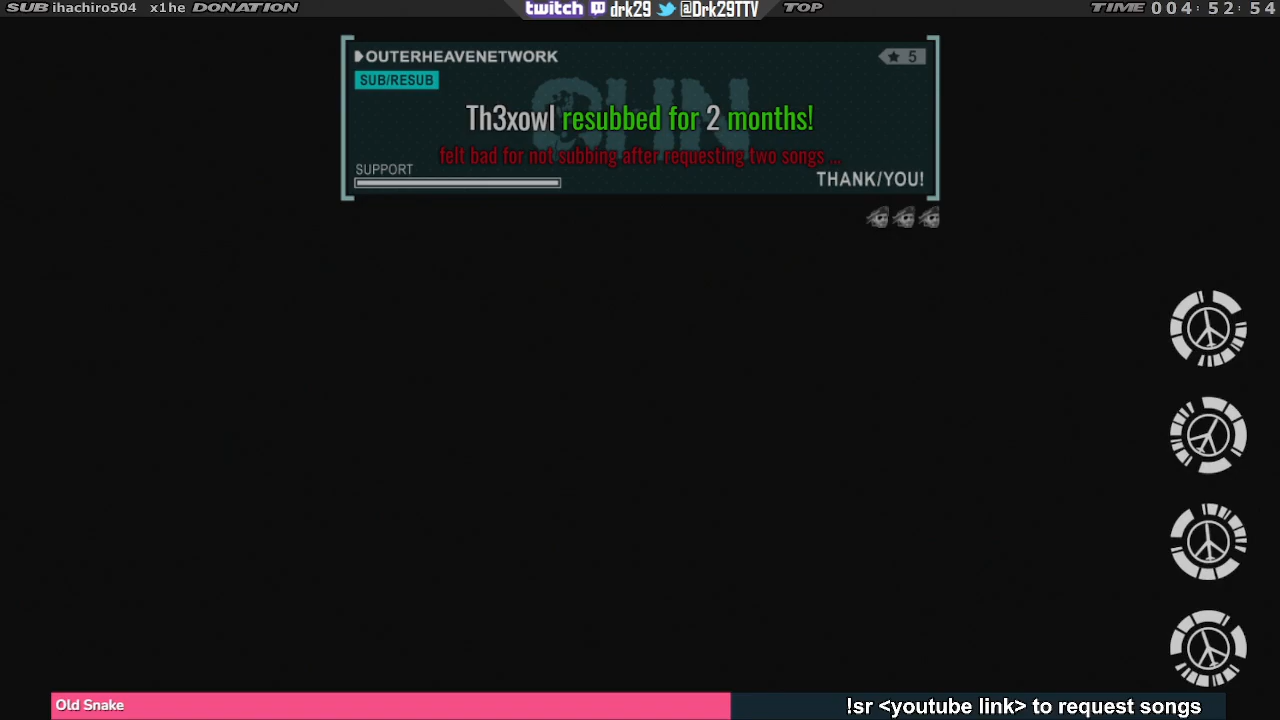 SUB ihachiro504 x1he DONATION
twitch drk29 @Drk29TTV
TOP
TIME 004:52:54
OUTERHEAVENETWORK
5
SUB/RESUB
OHN
Th3xowl resubbed for 2 months!
felt bad for not subbing after requesting two songs ...
SUPPORT
THANK/YOU!
Old Snake
!sr <youtube link> to request songs